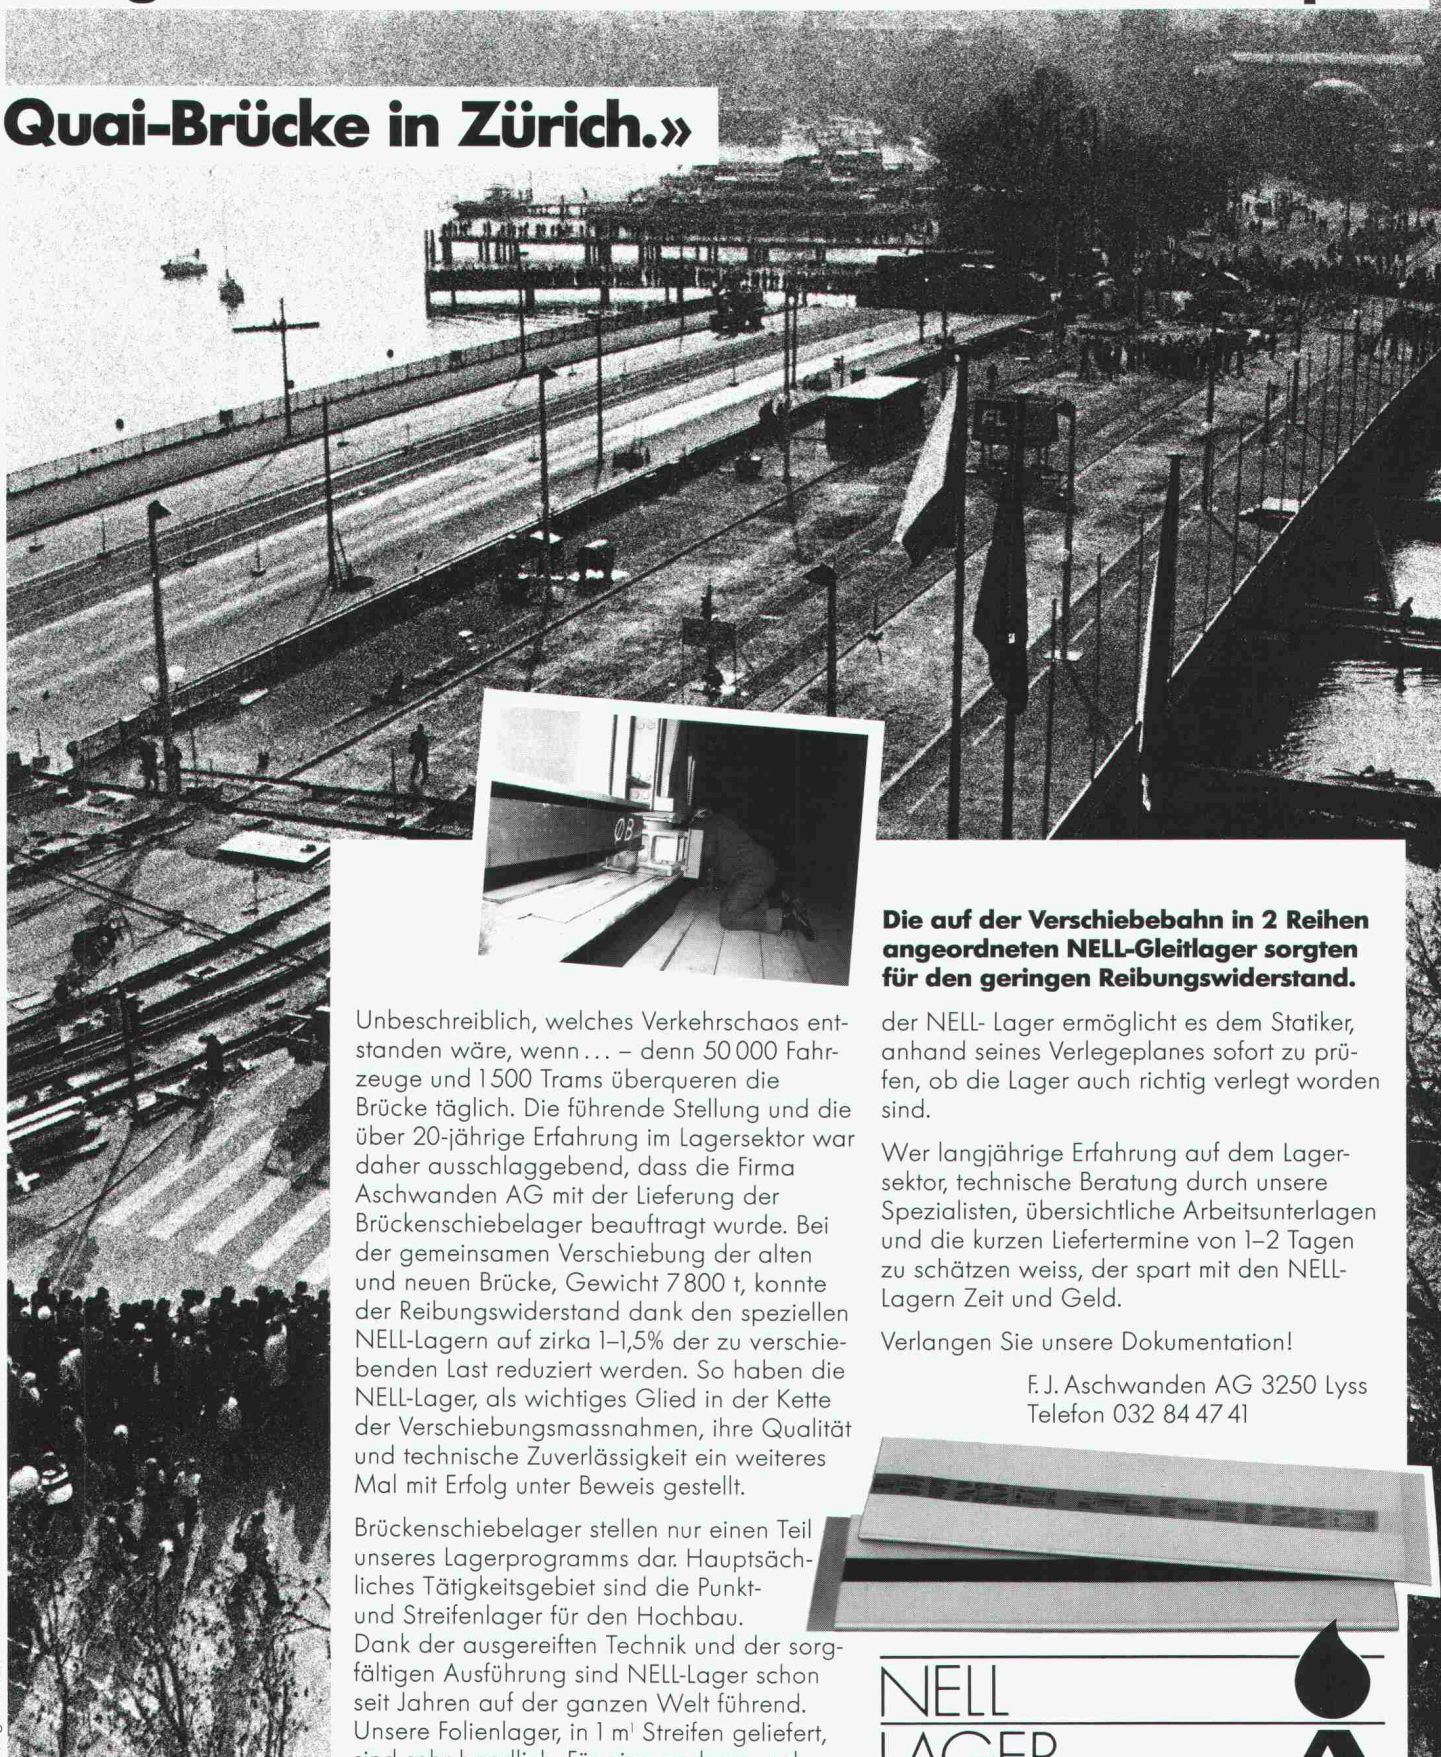 Quai-Brücke in Zürich.»
FL
ØB
Die auf der Verschiebebahn in 2 Reihen
angeordneten NELL-Gleitlager sorgten
für den geringen Reibungswiderstand.
Unbeschreiblich, welches Verkehrschaos ent-
standen wäre, wenn... – denn 50 000 Fahr-
zeuge und 1500 Trams überqueren die
Brücke täglich. Die führende Stellung und die
über 20-jährige Erfahrung im Lagersektor war
daher ausschlaggebend, dass die Firma
Aschwanden AG mit der Lieferung der
Brückenschiebelager beauftragt wurde. Bei
der gemeinsamen Verschiebung der alten
und neuen Brücke, Gewicht 7800 t, konnte
der Reibungswiderstand dank den speziellen
NELL-Lagern auf zirka 1–1,5% der zu verschie-
benden Last reduziert werden. So haben die
NELL-Lager, als wichtiges Glied in der Kette
der Verschiebungsmassnahmen, ihre Qualität
und technische Zuverlässigkeit ein weiteres
Mal mit Erfolg unter Beweis gestellt.
Brückenschiebelager stellen nur einen Teil
unseres Lagerprogramms dar. Hauptsäch-
liches Tätigkeitsgebiet sind die Punkt-
und Streifenlager für den Hochbau.
Dank der ausgereiften Technik und der sorg-
fältigen Ausführung sind NELL-Lager schon
seit Jahren auf der ganzen Welt führend.
Unsere Folienlager, in 1 m¹ Streifen geliefert,
der NELL- Lager ermöglicht es dem Statiker,
anhand seines Verlegeplanes sofort zu prü-
fen, ob die Lager auch richtig verlegt worden
sind.
Wer langjährige Erfahrung auf dem Lager-
sektor, technische Beratung durch unsere
Spezialisten, übersichtliche Arbeitsunterlagen
und die kurzen Liefertermine von 1–2 Tagen
zu schätzen weiss, der spart mit den NELL-
Lagern Zeit und Geld.
Verlangen Sie unsere Dokumentation!
F. J. Aschwanden AG 3250 Lyss
Telefon 032 84 47 41
NELL
LAGER